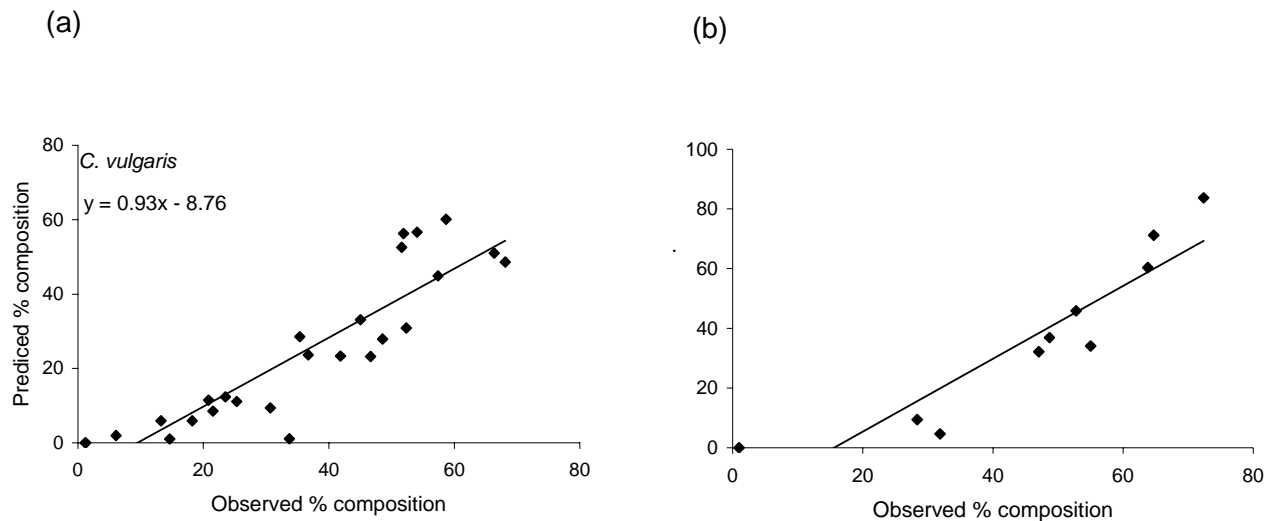 (a)
(b)
80
60
40
20
0
Prediced % composition
C. vulgaris
y = 0.93x - 8.76
0 20 40 60 80
Observed % composition
100
80
60
40
20
0
0 20 40 60 80
Observed % composition